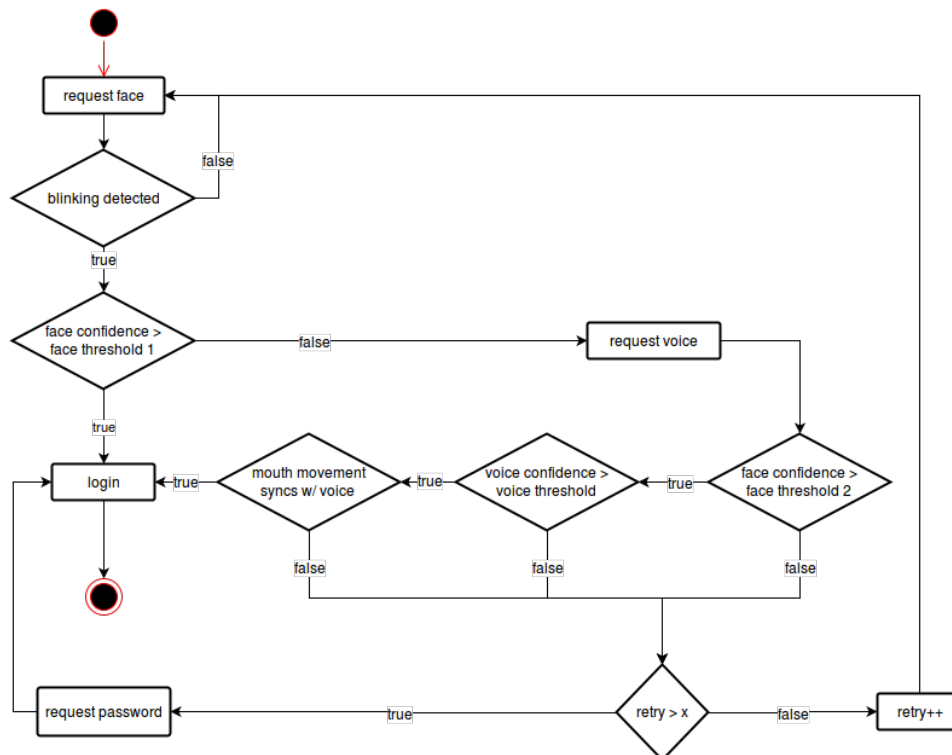 request face
false
blinking detected
true
face confidence >
face threshold 1
false
request voice
true
login
true
mouth movement
syncs w/ voice
true
voice confidence >
voice threshold
true
face confidence >
face threshold 2
false
false
false
request password
true
retry > x
false
retry++